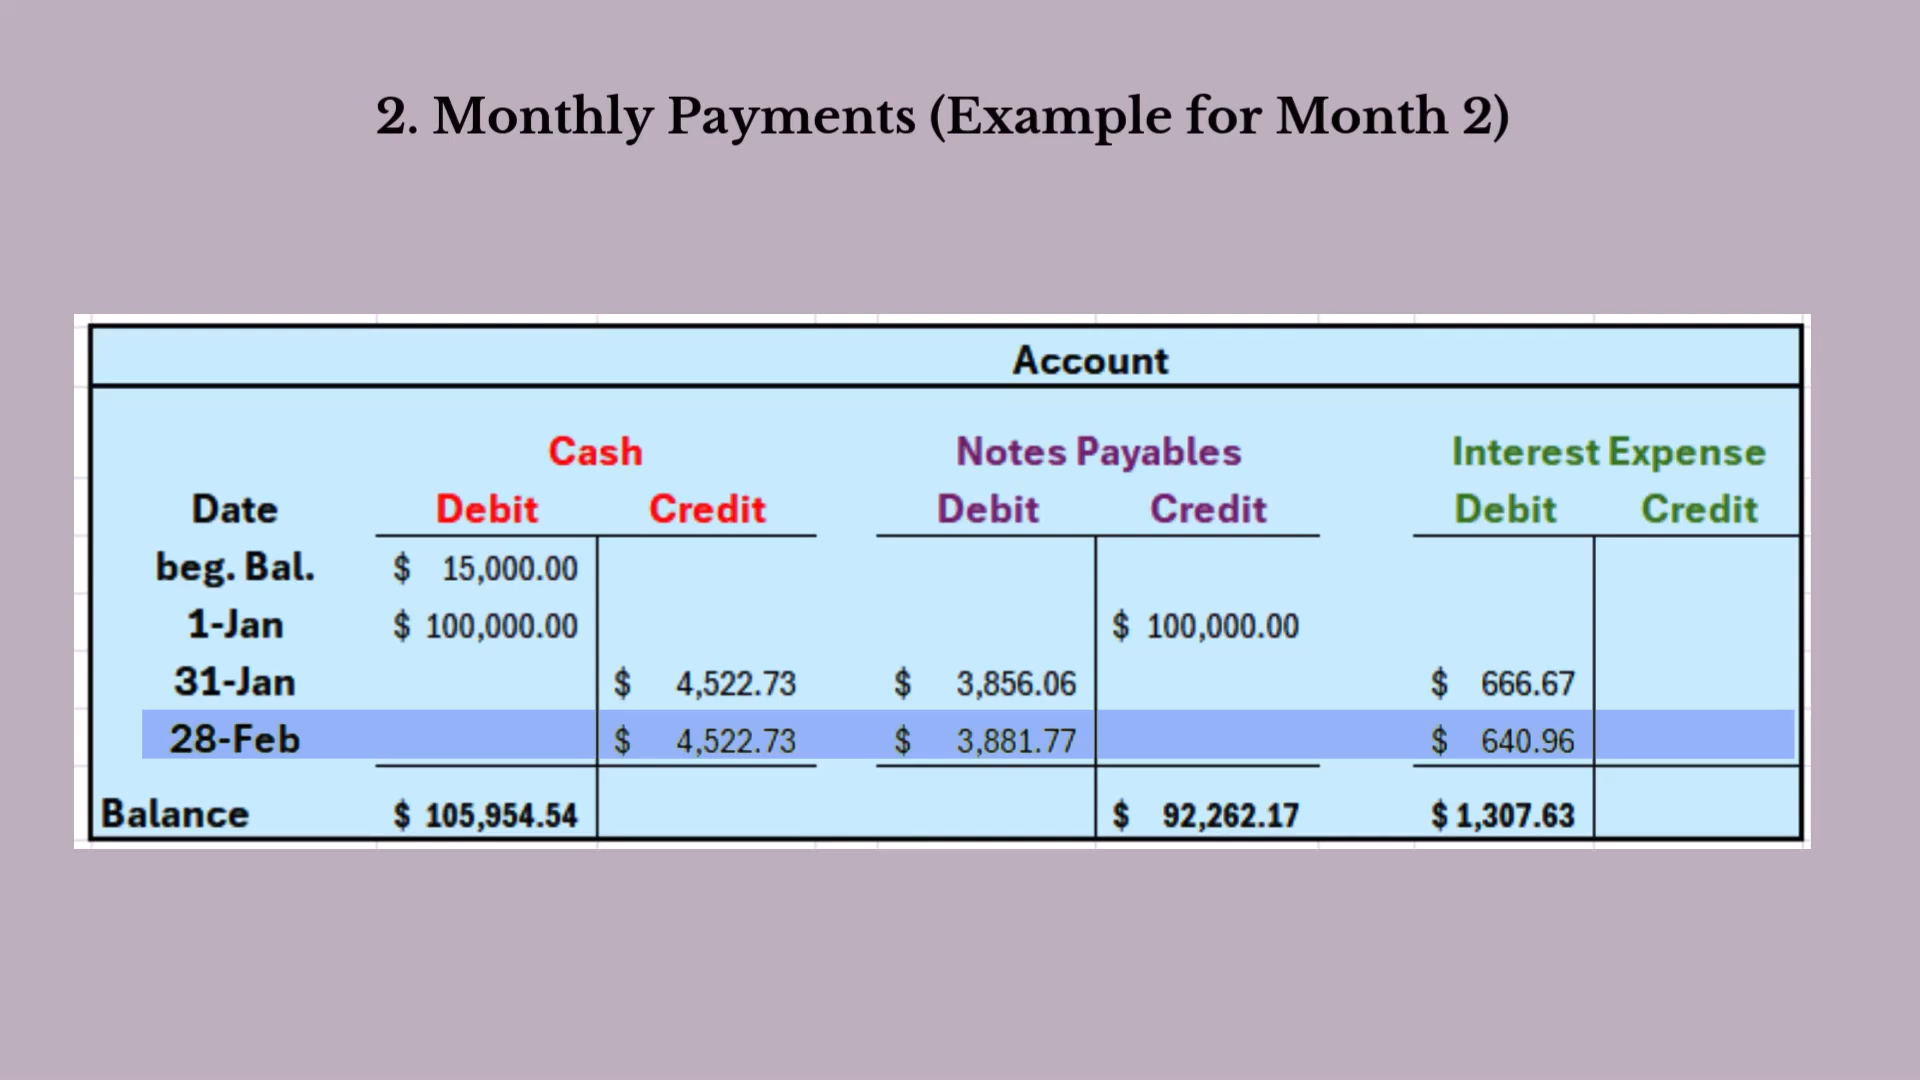 2. Monthly Payments (Example for Month 2)
Account
Cash Notes Payables Interest Expense
Date Debit Credit Debit Credit Debit Credit
beg. Bal. $ 15,000.00
1-Jan $ 100,000.00 $ 100,000.00
31-Jan $ 4,522.73 $ 3,856.06 $ 666.67
28-Feb $ 4,522.73 $ 3,881.77 $ 640.96
Balance $ 105,954.54 $ 92,262.17 $ 1,307.63